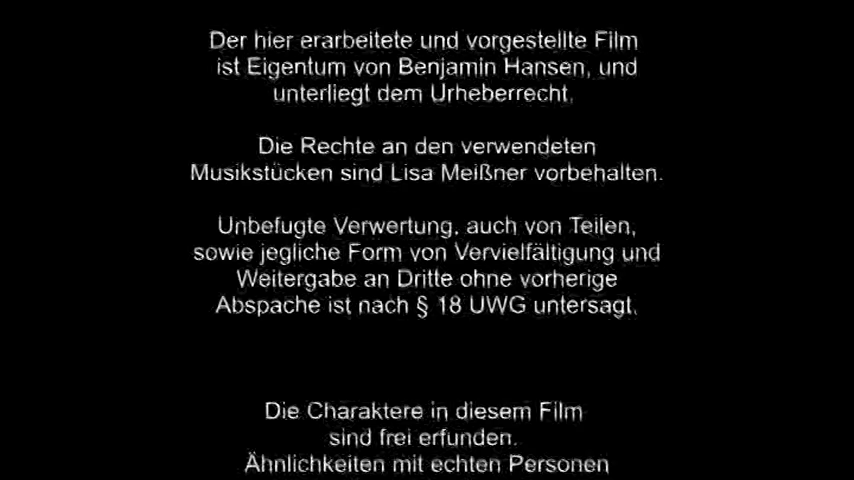 Der hier erarbeitete und vorgestellte Film
ist Eigentum von Benjamin Hansen, und
unterliegt dem Urheberrecht.
Die Rechte an den verwendeten
Musikstücken sind Lisa Meißner vorbehalten.
Unbefugte Verwertung, auch von Teilen,
sowie jegliche Form von Vervielfältigung und
Weitergabe an Dritte ohne vorherige
Abspache ist nach § 18 UWG untersagt.
Die Charaktere in diesem Film
sind frei erfunden.
Ähnlichkeiten mit echten Personen